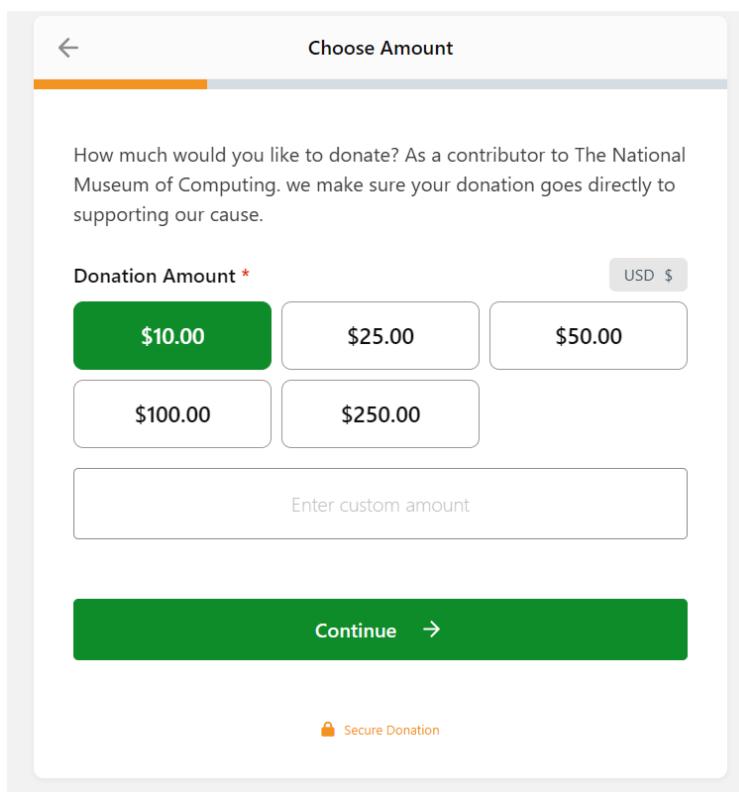 Choose Amount
How much would you like to donate? As a contributor to The National
Museum of Computing. we make sure your donation goes directly to
supporting our cause.
Donation Amount *
USD $
$10.00
$25.00
$50.00
$100.00
$250.00
Enter custom amount
Continue →
Secure Donation